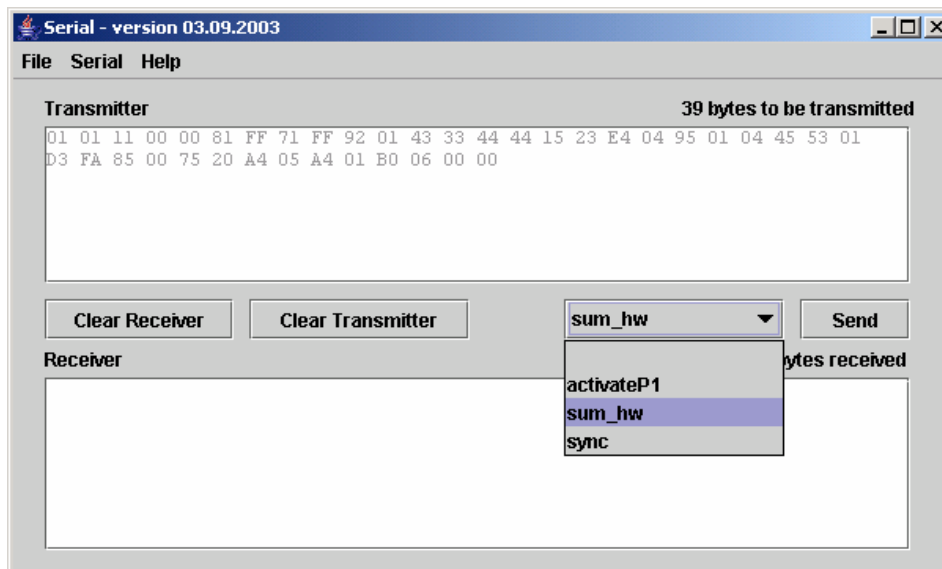 Serial - version 03.09.2003
File Serial Help
Transmitter 39 bytes to be transmitted
01 01 11 00 00 81 FF 71 FF 92 01 43 33 44 44 15 23 E4 04 95 01 04 45 53 01
D3 FA 85 00 75 20 A4 05 A4 01 B0 06 00 00
Clear Receiver Clear Transmitter sum_hw Send
Receiver ytes received
activateP1
sum_hw
sync